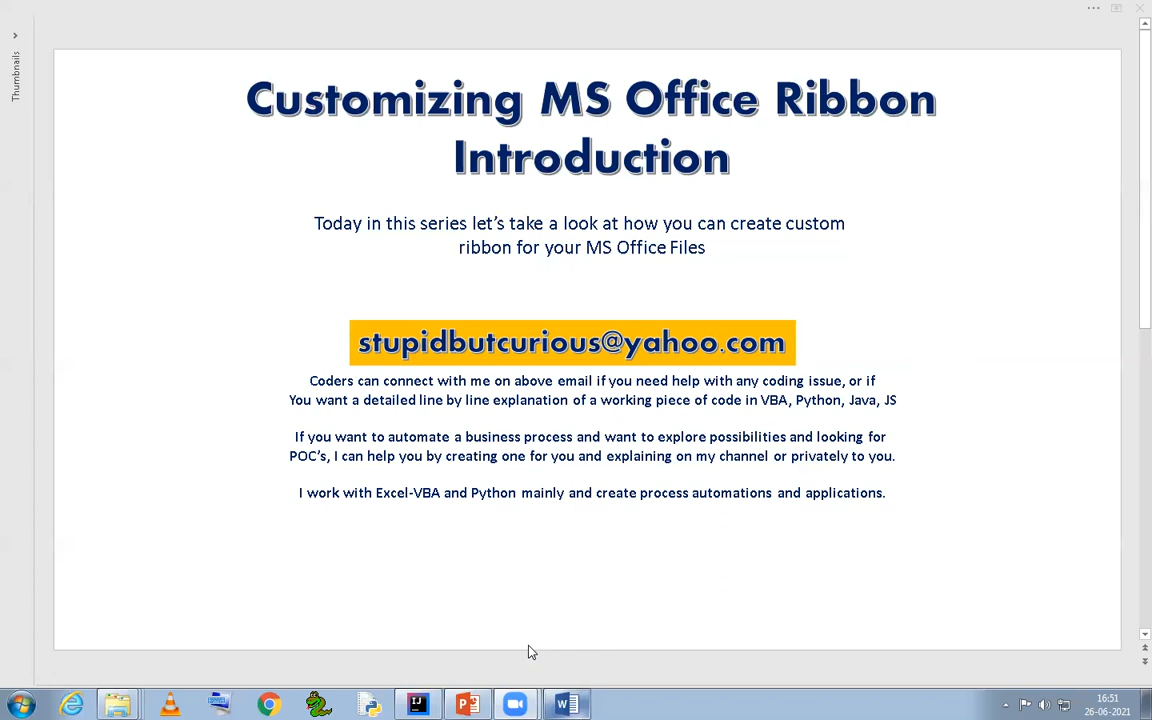 Thumbnails
Customizing MS Office Ribbon
Introduction
Today in this series let's take a look at how you can create custom
ribbon for your MS Office Files
stupidbutcurious@yahoo.com
Coders can connect with me on above email if you need help with any coding issue, or if
You want a detailed line by line explanation of a working piece of code in VBA, Python, Java, JS
If you want to automate a business process and want to explore possibilities and looking for
POC's, I can help you by creating one for you and explaining on my channel or privately to you.
I work with Excel-VBA and Python mainly and create process automations and applications.
16:51
26-06-2021